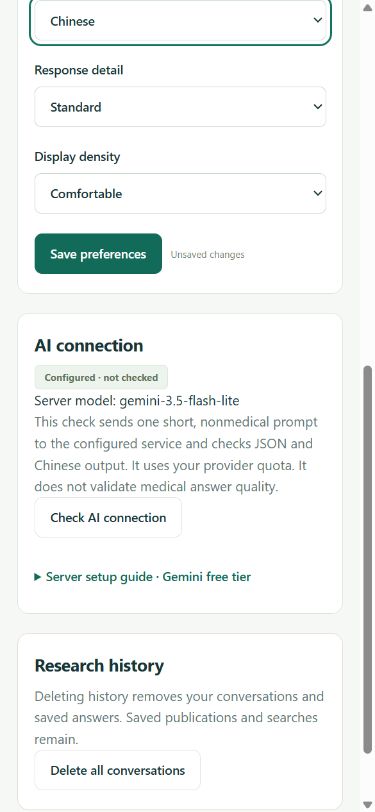 Chinese
Response detail
Standard
Display density
Comfortable
Save preferences Unsaved changes
AI connection
Configured · not checked
Server model: gemini-3.5-flash-lite
This check sends one short, nonmedical prompt
to the configured service and checks JSON and
Chinese output. It uses your provider quota. It
does not validate medical answer quality.
Check AI connection
Server setup guide · Gemini free tier
Research history
Deleting history removes your conversations and
saved answers. Saved publications and searches
remain.
Delete all conversations